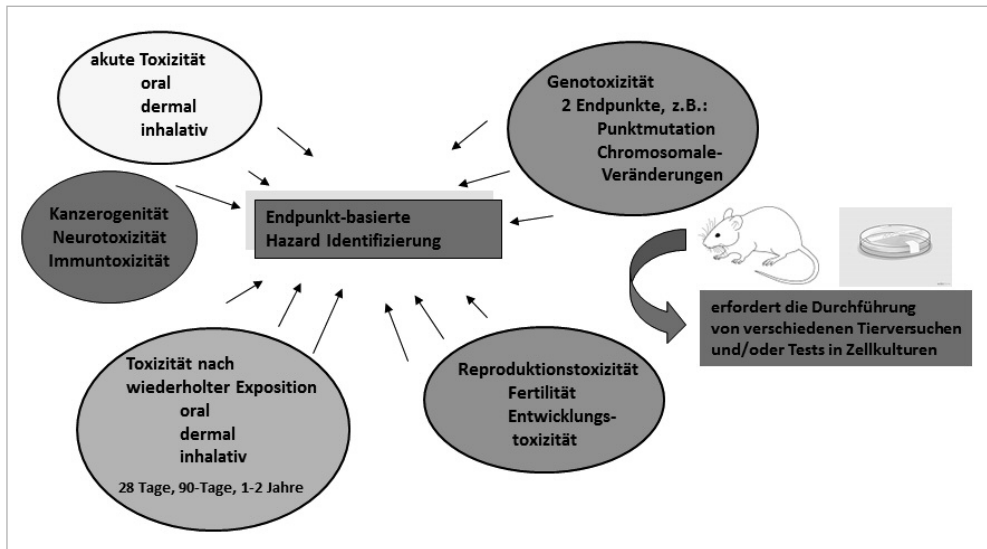 akute Toxizität
oral
dermal
inhalativ
Genotoxizität
2 Endpunkte, z.B.:
Punktmutation
Chromosomale-
Veränderungen
Kanzerogenität
Neurotoxizität
Immuntoxizität
Endpunkt-basierte
Hazard Identifizierung
erfordert die Durchführung
von verschiedenen Tierversuchen
und/oder Tests in Zellkulturen
Toxizität nach
wiederholter Exposition
oral
dermal
inhalativ
28 Tage, 90-Tage, 1-2 Jahre
Reproduktionstoxizität
Fertilität
Entwicklungs-
toxizität